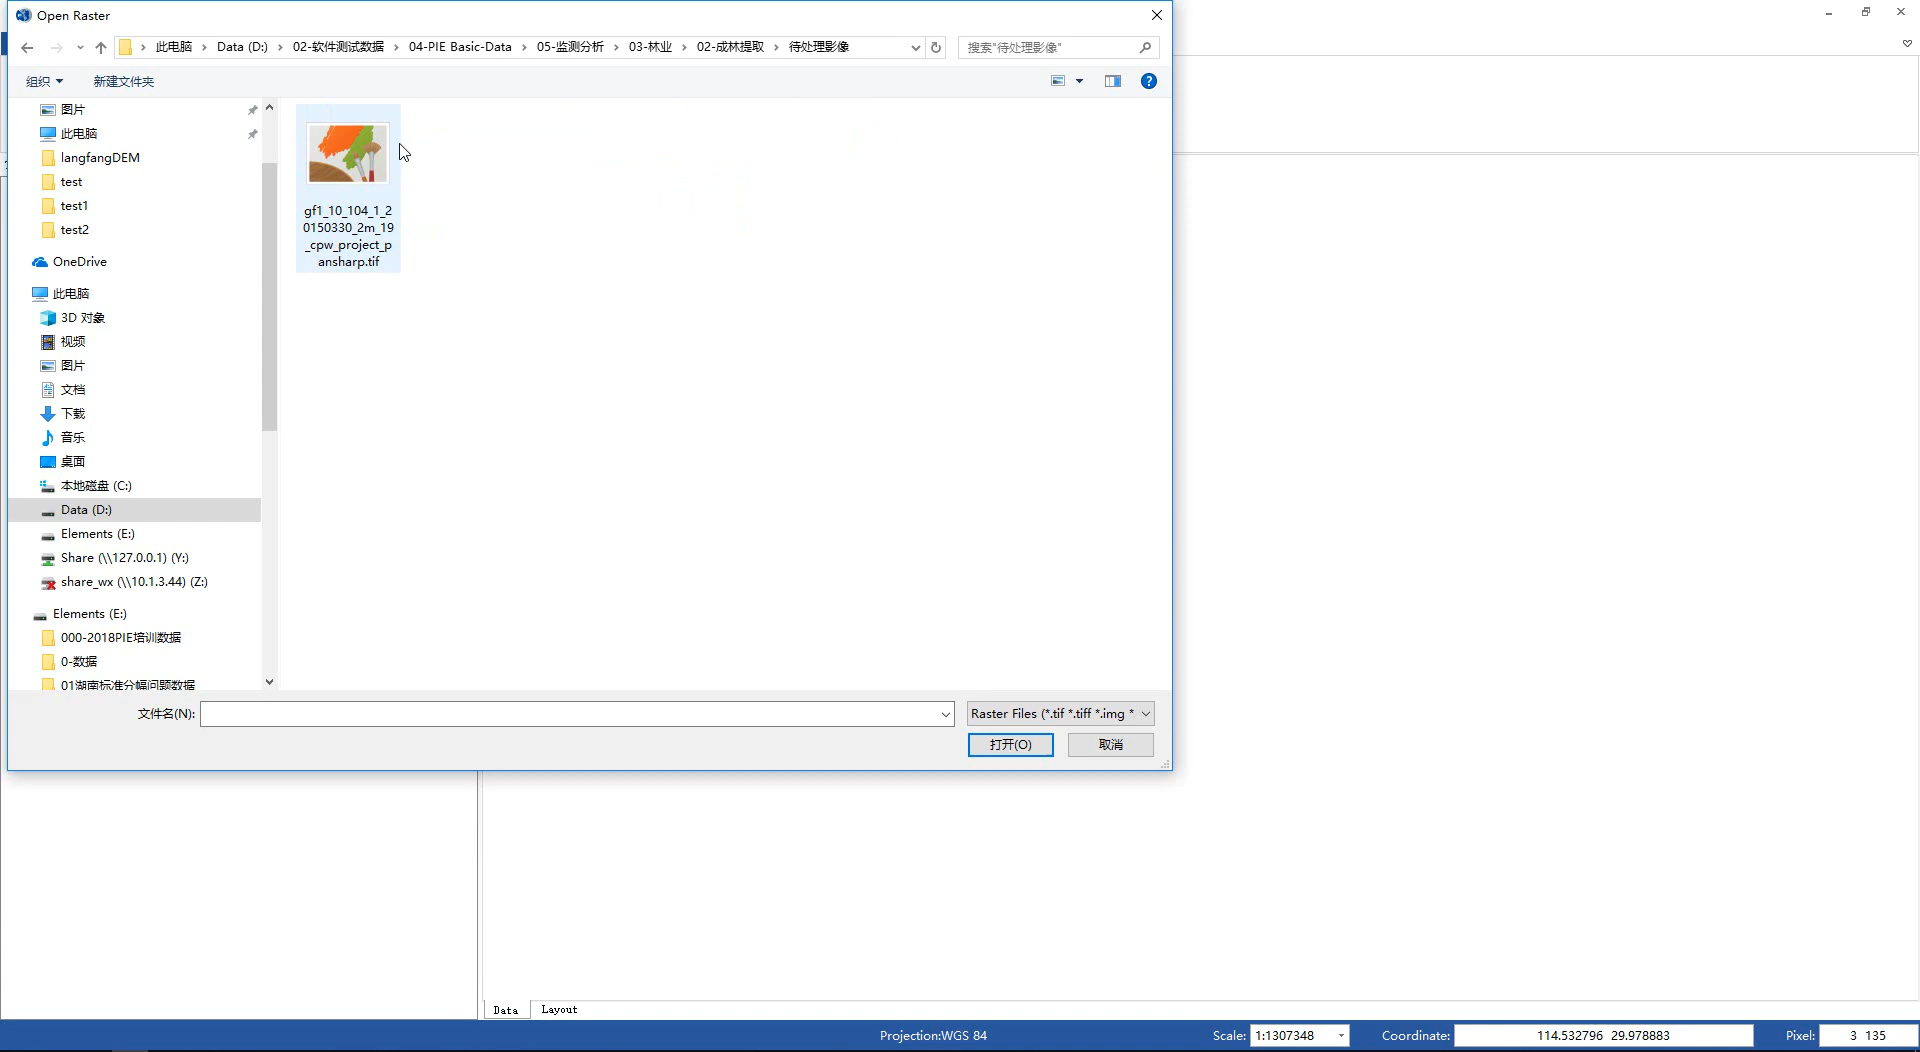 Open Raster
此电脑 Data (D:) 02-软件测试数据 04-PIE Basic-Data 05-监测分析 03-林业 02-成林提取 待处理影像
搜索"待处理影像"
组织
新建文件夹
图片
此电脑
langfangDEM
test
test1
test2
OneDrive
此电脑
3D 对象
视频
图片
文档
下载
音乐
桌面
本地磁盘 (C:)
Data (D:)
Elements (E:)
Share (\\127.0.0.1) (Y:)
share_wx (\\10.1.3.44) (Z:)
Elements (E:)
000-2018PIE培训数据
0-数据
01湖南标准分幅问题数据
gf1_10_104_1_2
0150330_2m_19
_cpw_project_p
ansharp.tif
文件名(N):
Raster Files (*.tif *.tiff *.img *
打开(O)
取消
Data
Layout
Projection:WGS 84
Scale: 1:1307348
Coordinate: 114.532796 29.978883
Pixel: 3 135